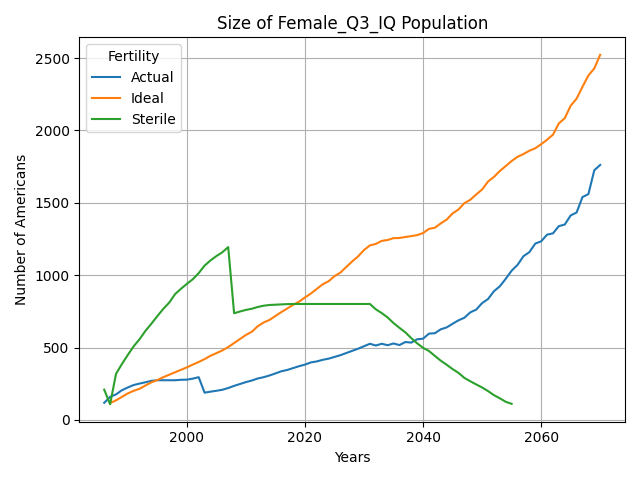 Size of Female_Q3_IQ Population
Fertility
Actual
Ideal
Sterile
Number of Americans
2500
2000
1500
1000
500
0
2000
2020
2040
2060
Years